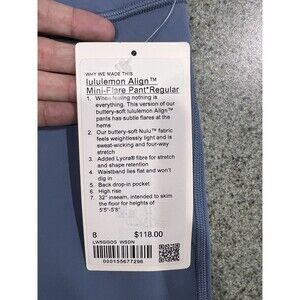 WHY WE MADE THIS
lululemon Align™
Mini-Flare Pant*Regular
1. When feeling nothing is
everything. This version of our
buttery-soft lululemon Align™
pants has subtle flares at the
hems
2. Our buttery-soft Nulu™ fabric
feels weightlessly light and is
sweat-wicking and four-way
stretch
3. Added Lycra® fibre for stretch
and shape retention
4. Waistband lies flat and won't
dig in
5. Back drop-in pocket
6. High rise
7. 32" inseam, intended to skim
the floor for heights of
5'5"-5'8"
8 $118.00
LW5GQOS WSDN
000155677296